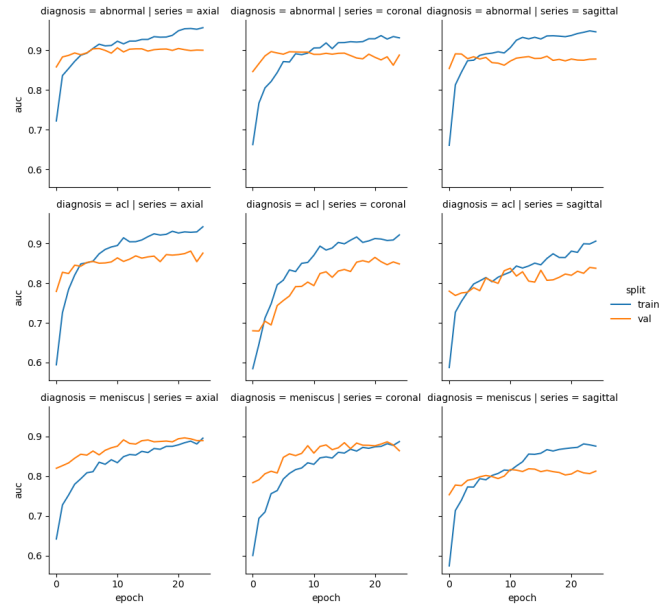 diagnosis = abnormal | series = axial
diagnosis = abnormal | series = coronal
diagnosis = abnormal | series = sagittal
0.9
0.8
0.7
0.6
auc
diagnosis = acl | series = axial
diagnosis = acl | series = coronal
diagnosis = acl | series = sagittal
0.9
0.8
0.7
0.6
auc
split
train
val
diagnosis = meniscus | series = axial
diagnosis = meniscus | series = coronal
diagnosis = meniscus | series = sagittal
0.9
0.8
0.7
0.6
auc
0 10 20
0 10 20
0 10 20
epoch
epoch
epoch